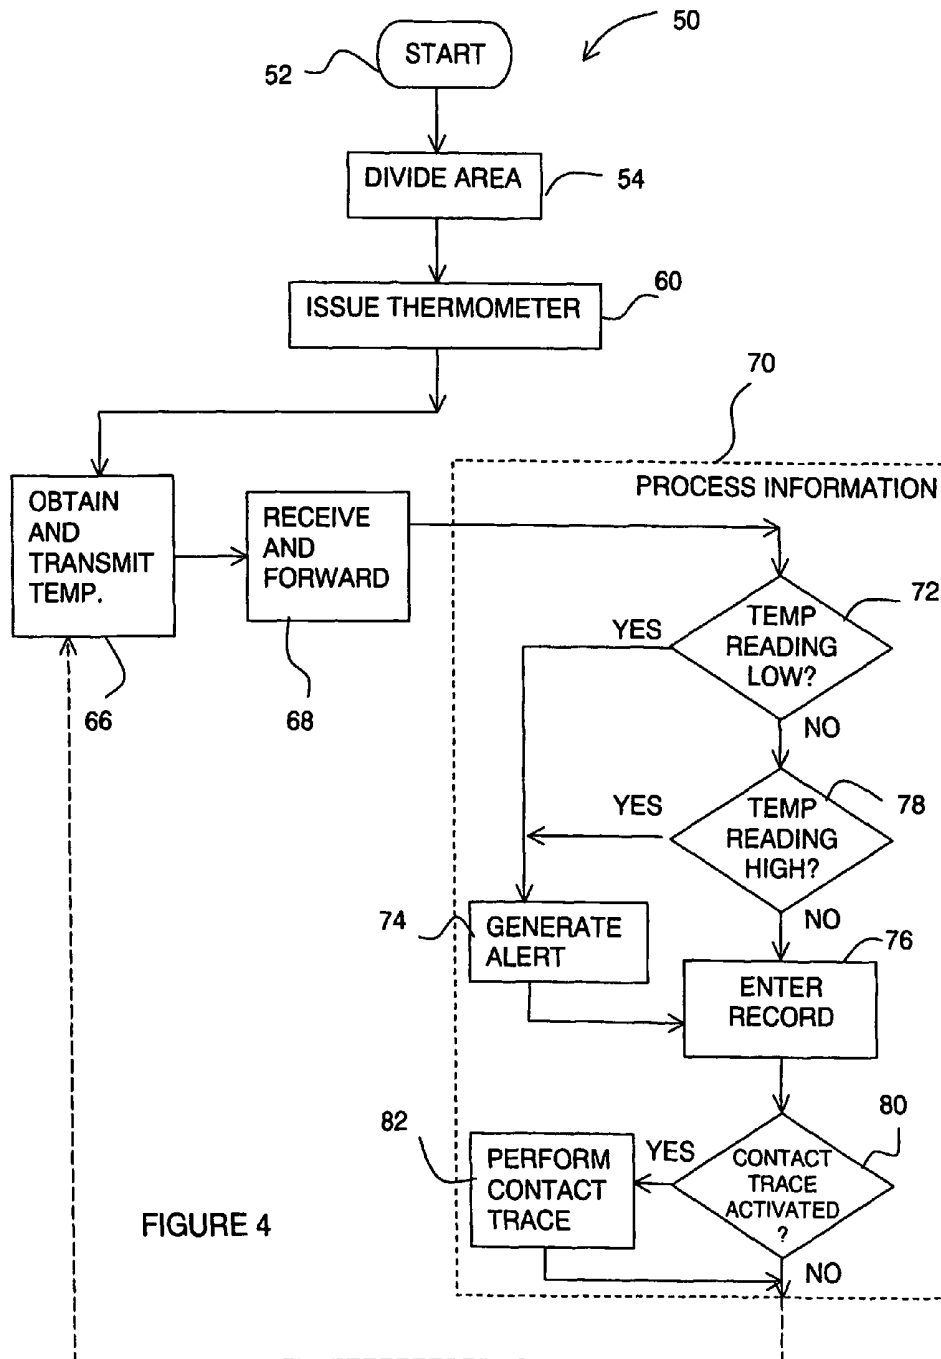 50
START
52
DIVIDE AREA
54
60
ISSUE THERMOMETER
70
PROCESS INFORMATION
OBTAIN
AND
TRANSMIT
TEMP.
RECEIVE
AND
FORWARD
66
68
72
YES
TEMP
READING
LOW?
NO
78
YES
TEMP
READING
HIGH?
NO
74
GENERATE
ALERT
76
ENTER
RECORD
80
82
YES
PERFORM
CONTACT
TRACE
CONTACT
TRACE
ACTIVATED
?
NO
FIGURE 4